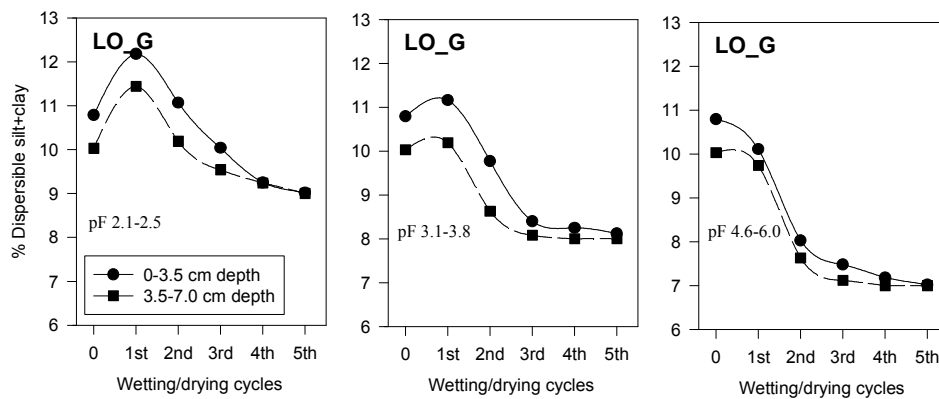 % Dispersible silt+clay
13
12
11
10
9
8
7
6
LO_G
pF 2.1-2.5
0-3.5 cm depth
3.5-7.0 cm depth
0 1st 2nd 3rd 4th 5th
Wetting/drying cycles
13
12
11
10
9
8
7
6
LO_G
pF 3.1-3.8
0 1st 2nd 3rd 4th 5th
Wetting/drying cycles
13
12
11
10
9
8
7
6
LO_G
pF 4.6-6.0
0 1st 2nd 3rd 4th 5th
Wetting/drying cycles